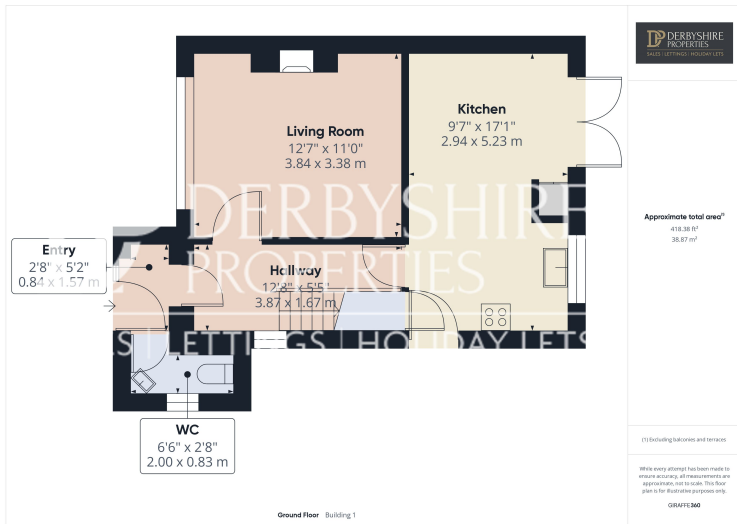 DP DERBYSHIRE
PROPERTIES
SALES | LETTINGS | HOLIDAY LETS
Living Room
12'7" x 11'0"
3.84 x 3.38 m
Kitchen
9'7" x 17'1"
2.94 x 5.23 m
Entry
2'8" x 5'2"
0.84 x 1.57 m
Hallway
12'8" x 5'5"
3.87 x 1.67 m
WC
6'6" x 2'8"
2.00 x 0.83 m
DERBYSHIRE
PROPERTIES
LETTINGS | HOLIDAY LETS
Approximate total area⁽¹⁾
418.38 ft²
38.87 m²
(1) Excluding balconies and terraces
While every attempt has been made to
ensure accuracy, all measurements are
approximate, not to scale. This floor
plan is for illustrative purposes only.
GIRAFFE360
Ground Floor Building 1